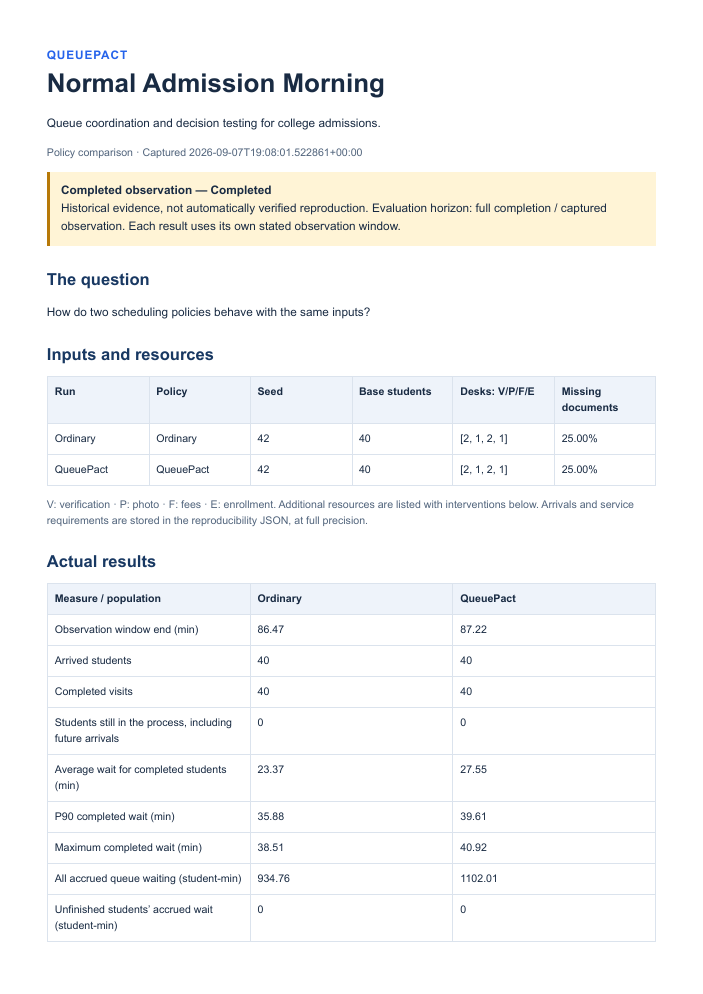 QUEUEPACT
Normal Admission Morning
Queue coordination and decision testing for college admissions.
Policy comparison · Captured 2026-09-07T19:08:01.522861+00:00
Completed observation — Completed
Historical evidence, not automatically verified reproduction. Evaluation horizon: full completion / captured
observation. Each result uses its own stated observation window.
The question
How do two scheduling policies behave with the same inputs?
Inputs and resources
Run Policy Seed Base students Desks: V/P/F/E Missing
documents
Ordinary Ordinary 42 40 [2, 1, 2, 1] 25.00%
QueuePact QueuePact 42 40 [2, 1, 2, 1] 25.00%
V: verification · P: photo · F: fees · E: enrollment. Additional resources are listed with interventions below. Arrivals and service
requirements are stored in the reproducibility JSON, at full precision.
Actual results
Measure / population Ordinary QueuePact
Observation window end (min) 86.47 87.22
Arrived students 40 40
Completed visits 40 40
Students still in the process, including 0 0
future arrivals
Average wait for completed students 23.37 27.55
(min)
P90 completed wait (min) 35.88 39.61
Maximum completed wait (min) 38.51 40.92
All accrued queue waiting (student-min) 934.76 1102.01
Unfinished students’ accrued wait 0 0
(student-min)